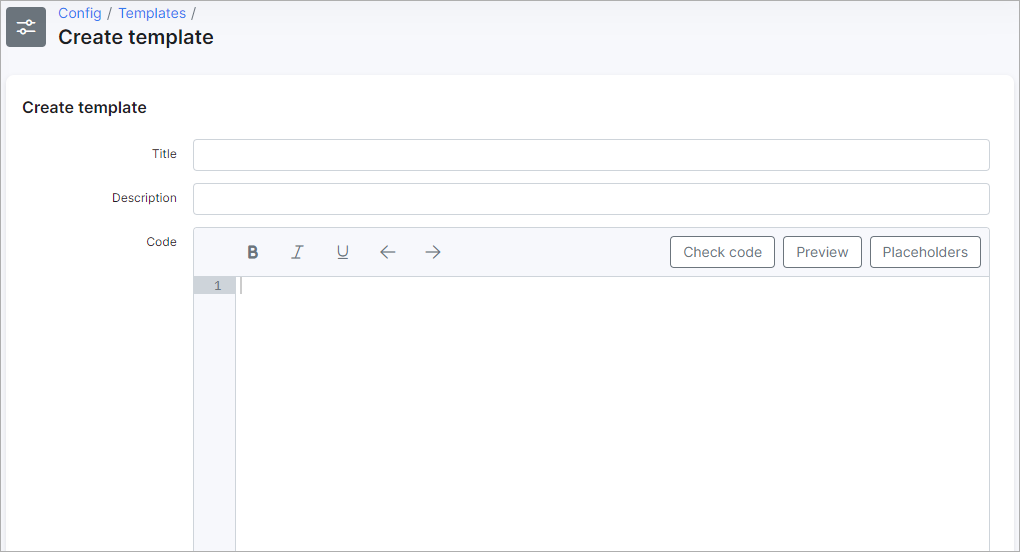 Config / Templates /
Create template
Create template
Title
Description
Code
B I U ← → Check code Preview Placeholders
1